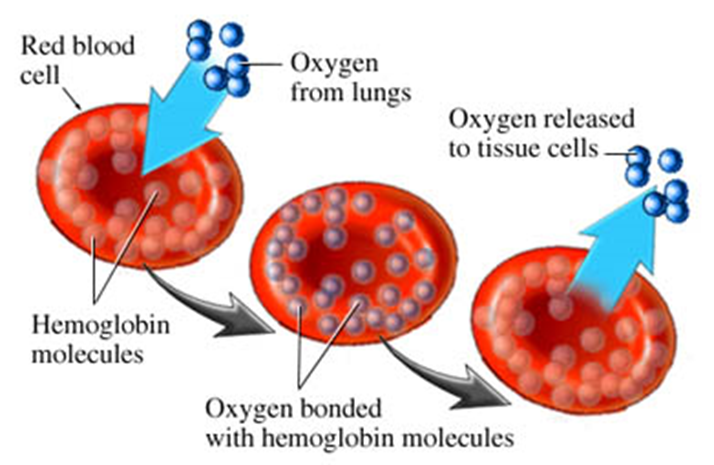 Red blood
cell
Oxygen
from lungs
Oxygen released
to tissue cells
Hemoglobin
molecules
Oxygen bonded
with hemoglobin molecules